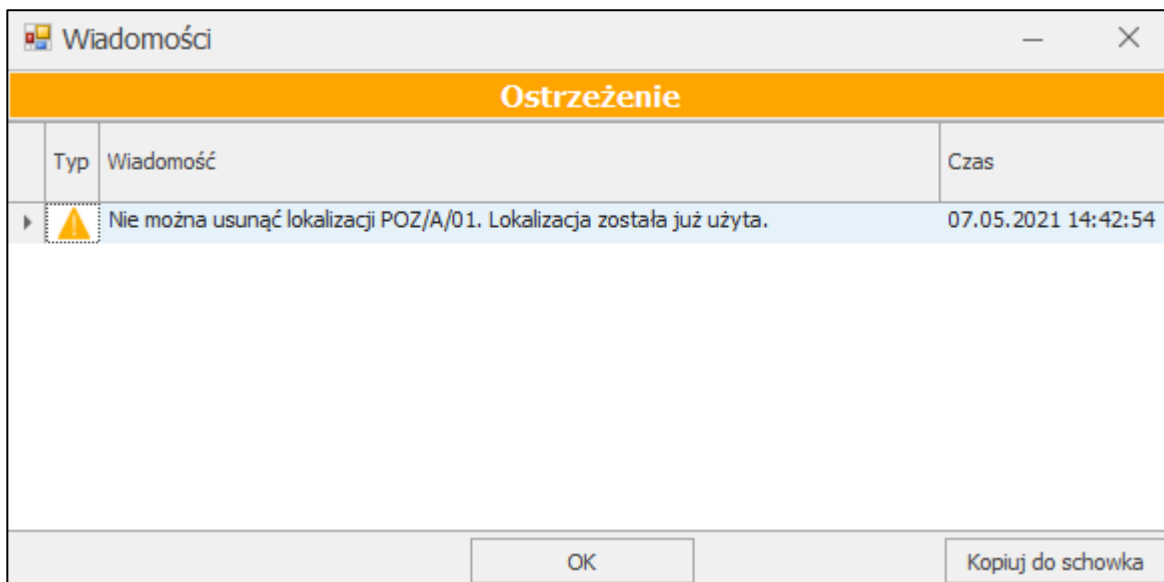 Wiadomości
Ostrzeżenie
Typ Wiadomość Czas
Nie można usunąć lokalizacji POZ/A/01. Lokalizacja została już użyta. 07.05.2021 14:42:54
OK Kopiuj do schowka